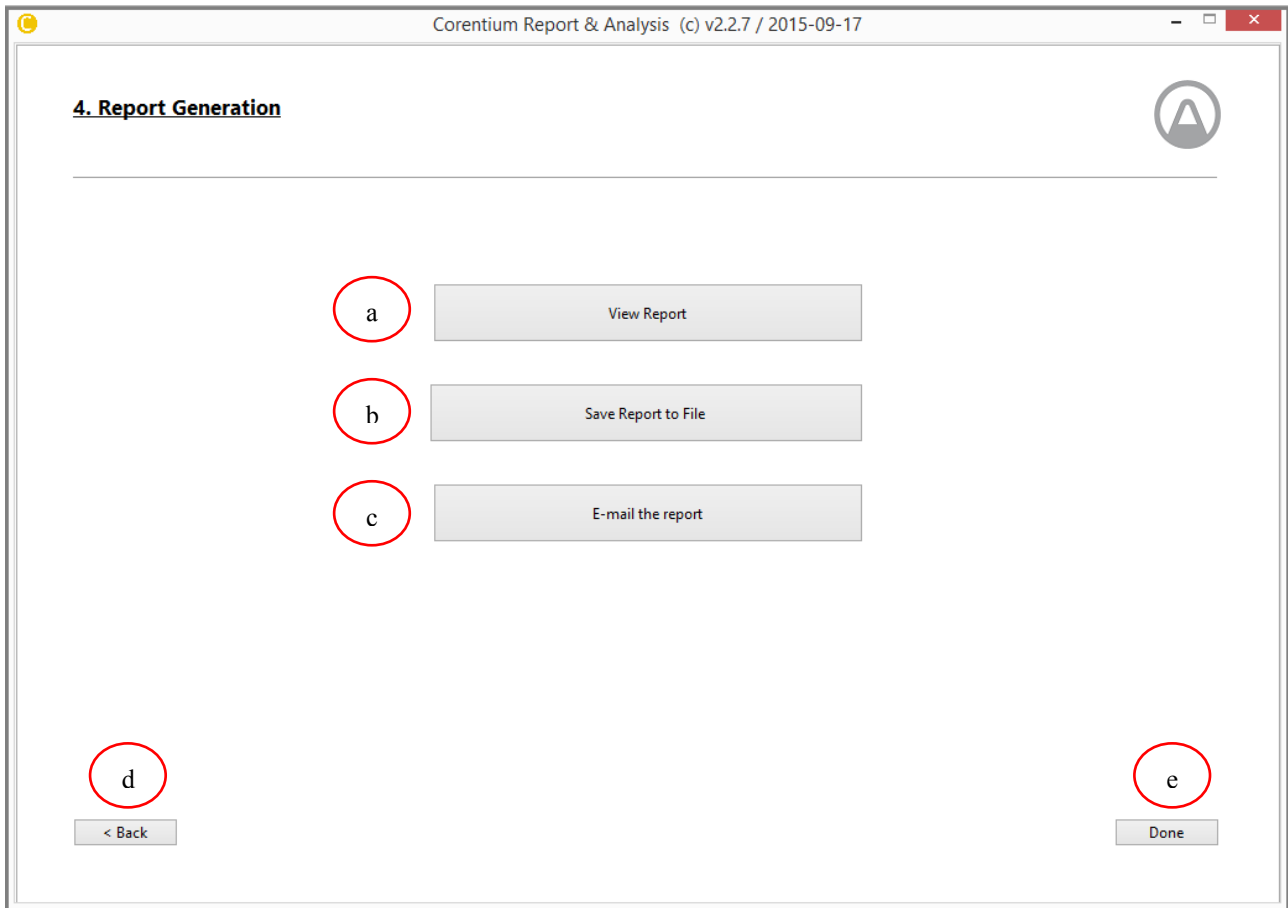 Corentium Report & Analysis (c) v2.2.7 / 2015-09-17
4. Report Generation
a
View Report
b
Save Report to File
c
E-mail the report
d
e
< Back
Done